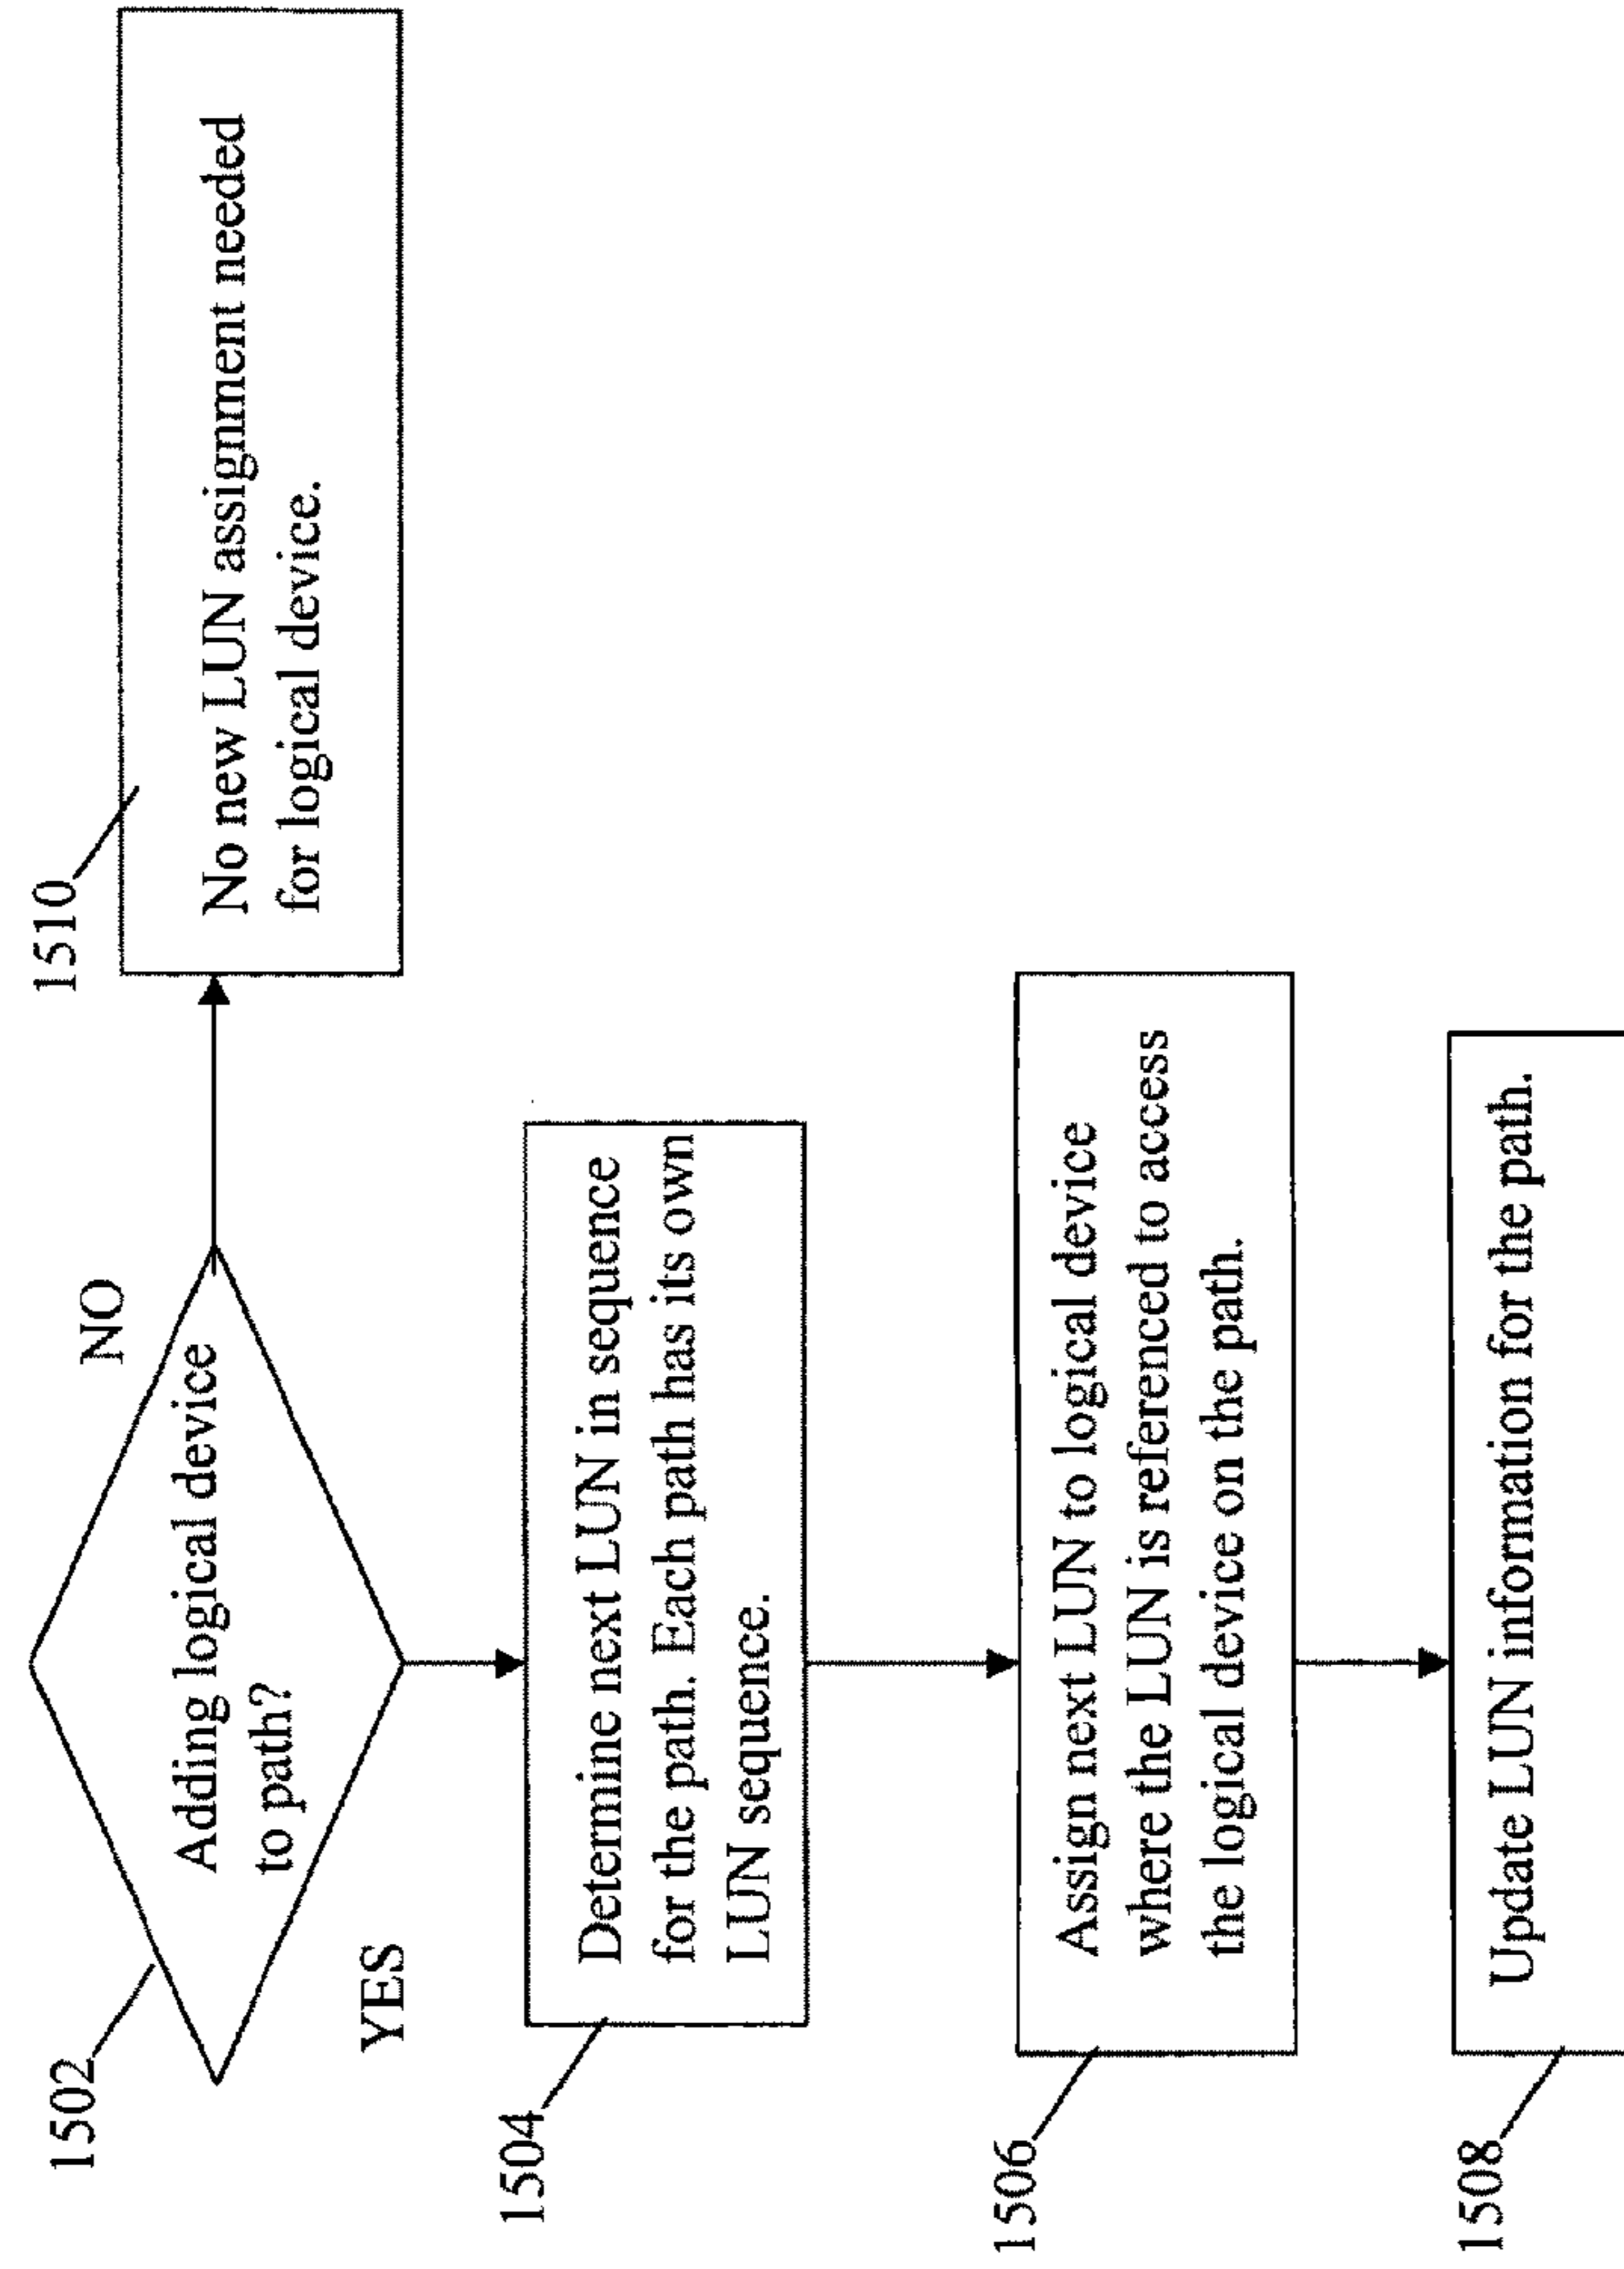 1502
Adding logical device
to path?
NO
YES
1510
No new LUN assignment needed
for logical device.
1504
Determine next LUN in sequence
for the path. Each path has its own
LUN sequence.
1506
Assign next LUN to logical device
where the LUN is referenced to access
the logical device on the path.
1508
Update LUN information for the path.